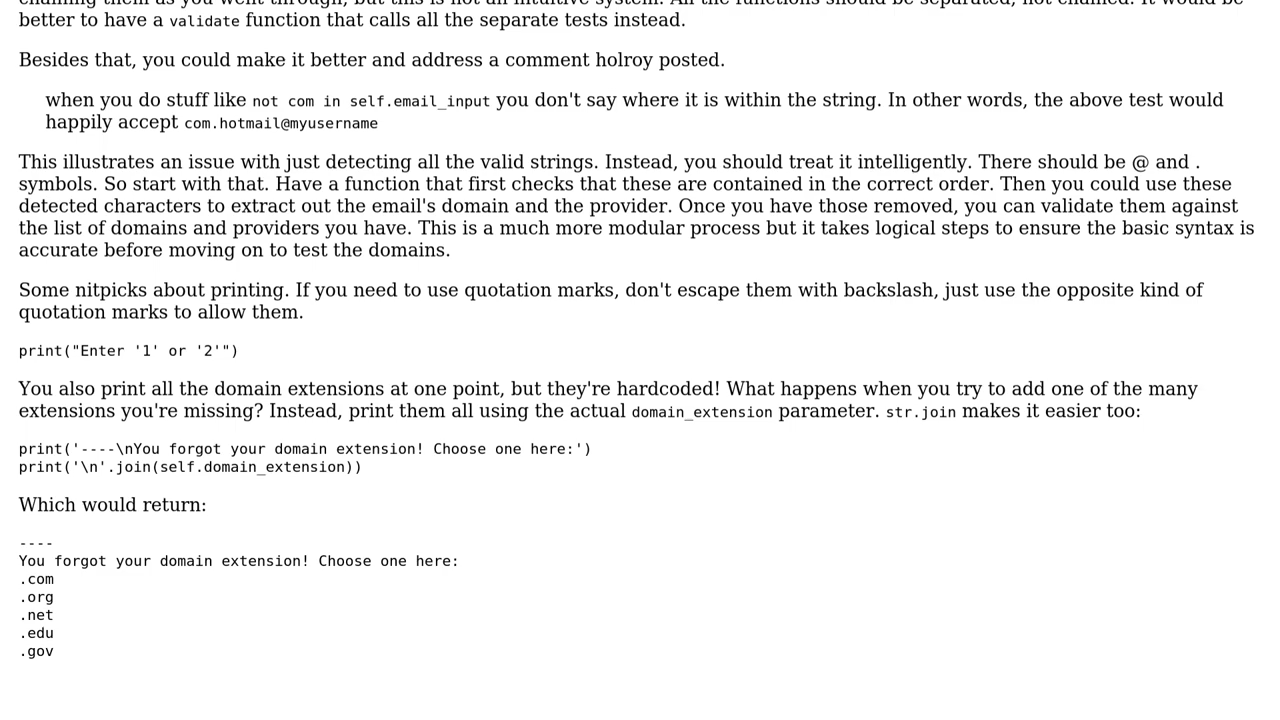 better to have a validate function that calls all the separate tests instead.
Besides that, you could make it better and address a comment holroy posted.
when you do stuff like not com in self.email_input you don't say where it is within the string. In other words, the above test would
happily accept com.hotmail@myusername
This illustrates an issue with just detecting all the valid strings. Instead, you should treat it intelligently. There should be @ and .
symbols. So start with that. Have a function that first checks that these are contained in the correct order. Then you could use these
detected characters to extract out the email's domain and the provider. Once you have those removed, you can validate them against
the list of domains and providers you have. This is a much more modular process but it takes logical steps to ensure the basic syntax is
accurate before moving on to test the domains.
Some nitpicks about printing. If you need to use quotation marks, don't escape them with backslash, just use the opposite kind of
quotation marks to allow them.
print("Enter '1' or '2'")
You also print all the domain extensions at one point, but they're hardcoded! What happens when you try to add one of the many
extensions you're missing? Instead, print them all using the actual domain_extension parameter. str.join makes it easier too:
print('----\nYou forgot your domain extension! Choose one here:')
print('\n'.join(self.domain_extension))
Which would return:
----
You forgot your domain extension! Choose one here:
.com
.org
.net
.edu
.gov